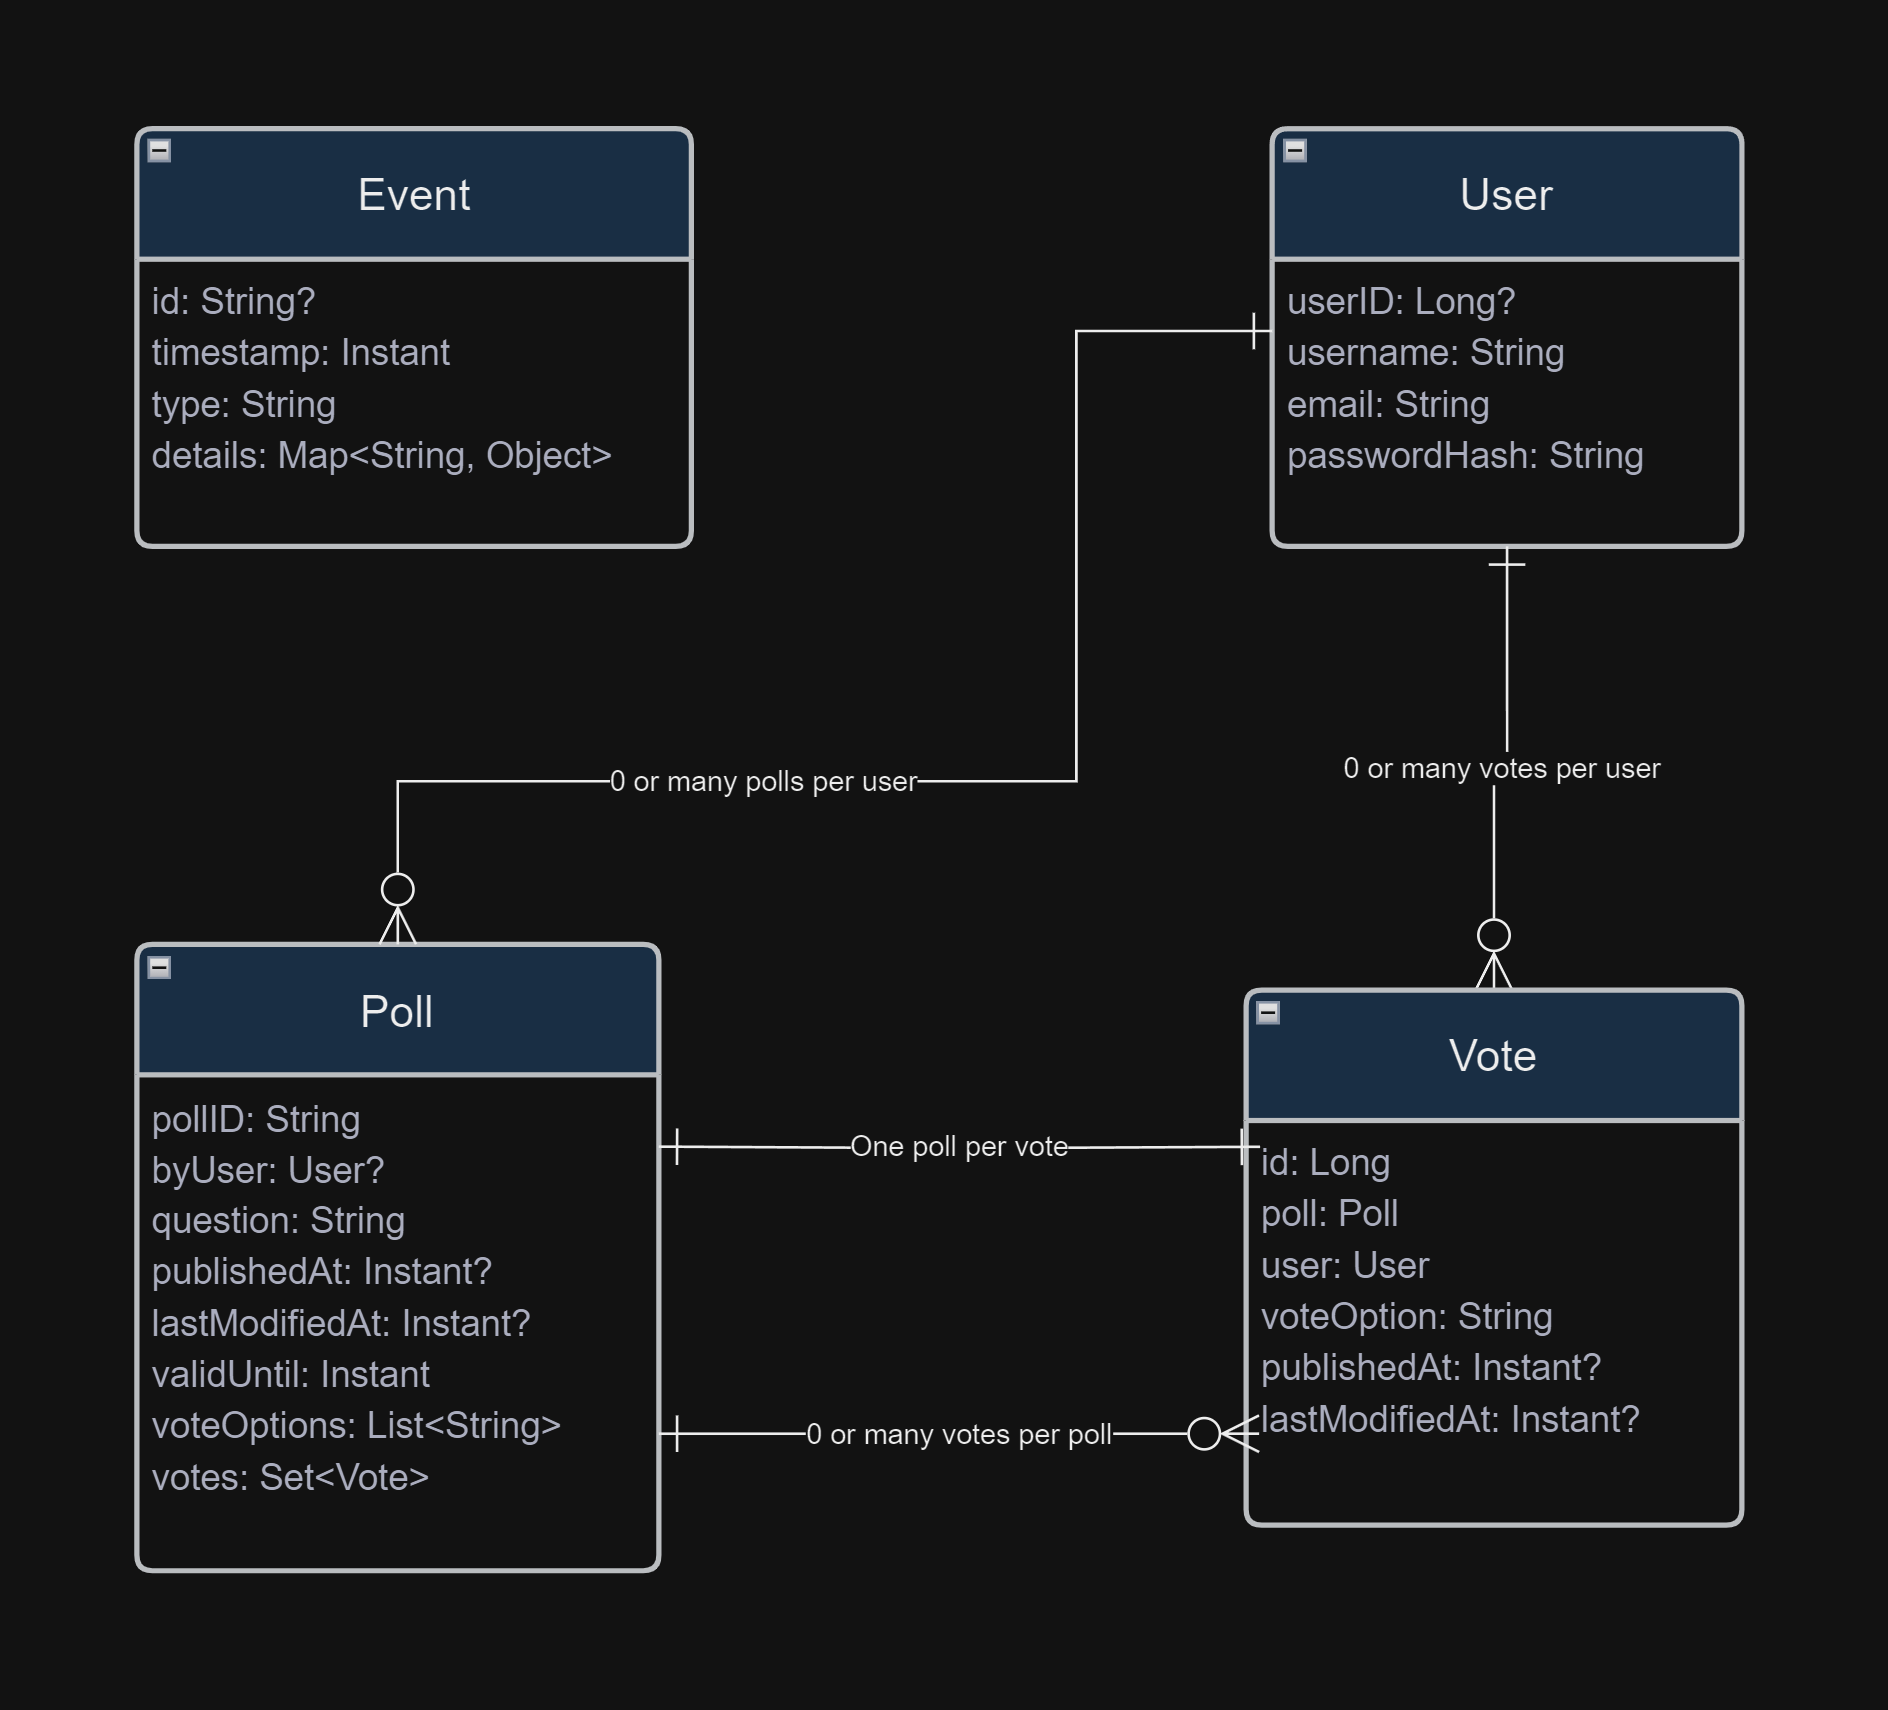 Event
id: String?
timestamp: Instant
type: String
details: Map<String, Object>
User
userID: Long?
username: String
email: String
passwordHash: String
0 or many polls per user
0 or many votes per user
Poll
pollID: String
byUser: User?
question: String
publishedAt: Instant?
lastModifiedAt: Instant?
validUntil: Instant
voteOptions: List<String>
votes: Set<Vote>
One poll per vote
0 or many votes per poll
Vote
id: Long
poll: Poll
user: User
voteOption: String
publishedAt: Instant?
lastModifiedAt: Instant?